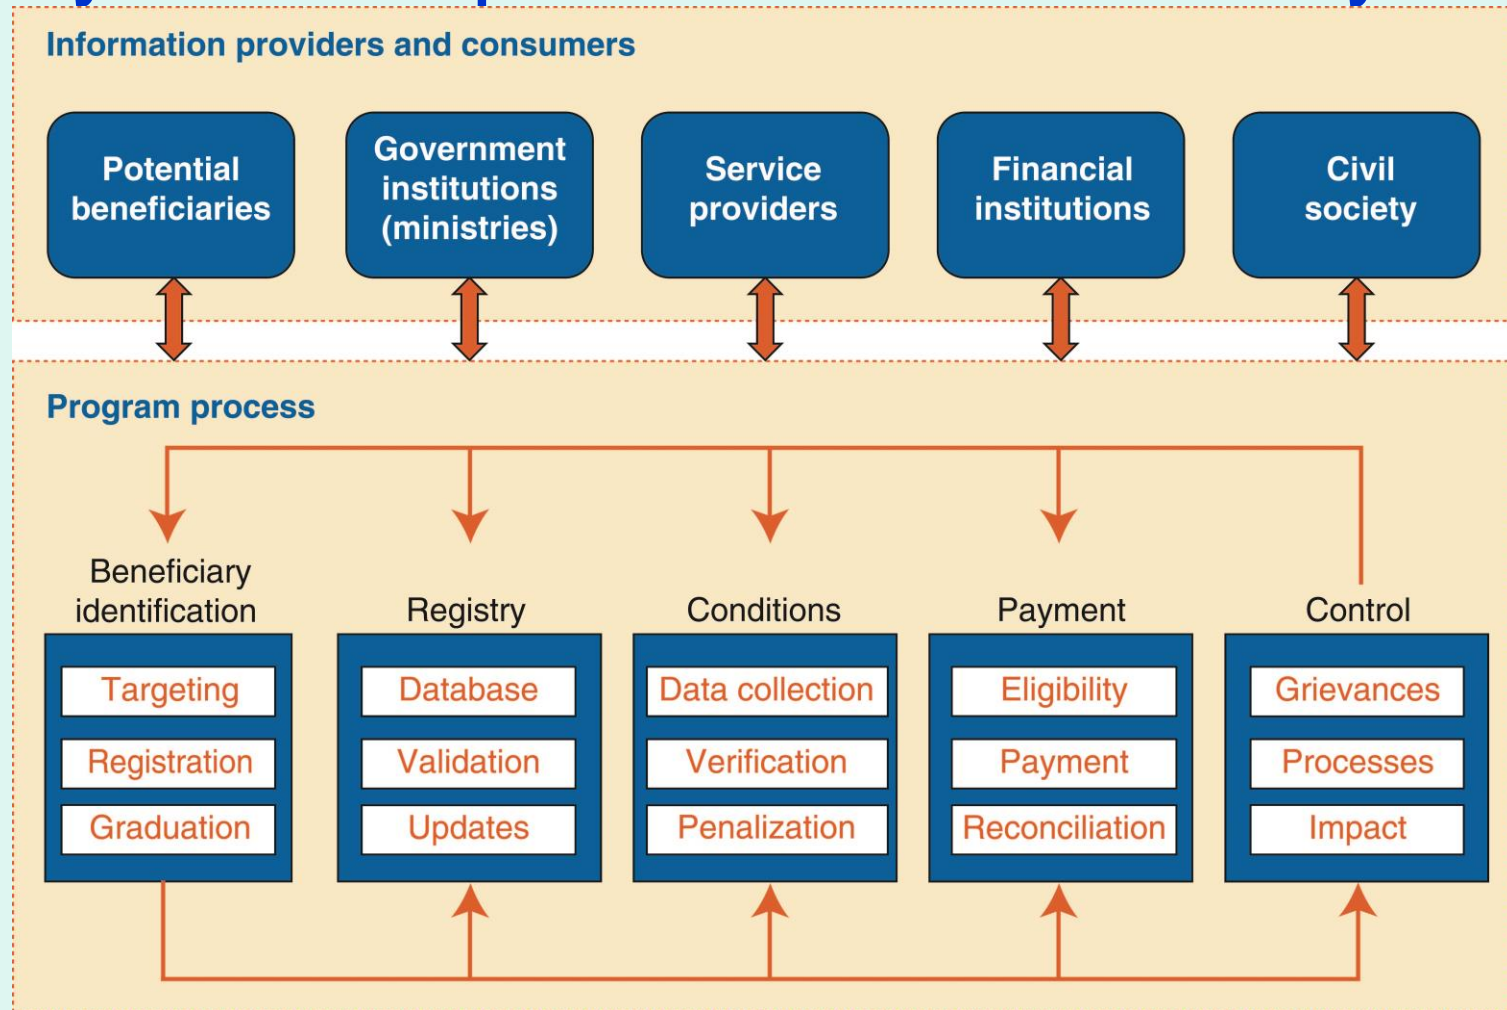 Information providers and consumers
Potential
beneficiaries
Government
institutions
(ministries)
Service
providers
Financial
institutions
Civil
society
Program process
Beneficiary
identification
Registry
Conditions
Payment
Control
Targeting
Registration
Graduation
Database
Validation
Updates
Data collection
Verification
Penalization
Eligibility
Payment
Reconciliation
Grievances
Processes
Impact